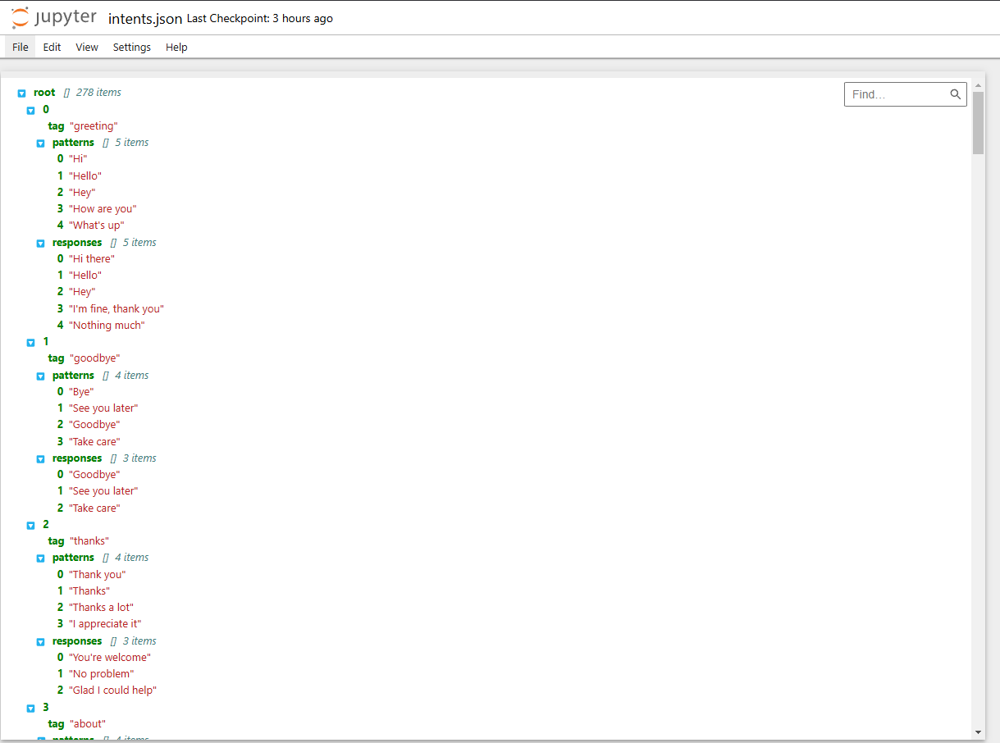 jupyter intents.json Last Checkpoint: 3 hours ago
File Edit View Settings Help
Find...
root [] 278 items
0
tag "greeting"
patterns [] 5 items
0 "Hi"
1 "Hello"
2 "Hey"
3 "How are you"
4 "What's up"
responses [] 5 items
0 "Hi there"
1 "Hello"
2 "Hey"
3 "I'm fine, thank you"
4 "Nothing much"
1
tag "goodbye"
patterns [] 4 items
0 "Bye"
1 "See you later"
2 "Goodbye"
3 "Take care"
responses [] 3 items
0 "Goodbye"
1 "See you later"
2 "Take care"
2
tag "thanks"
patterns [] 4 items
0 "Thank you"
1 "Thanks"
2 "Thanks a lot"
3 "I appreciate it"
responses [] 3 items
0 "You're welcome"
1 "No problem"
2 "Glad I could help"
3
tag "about"
patterns [] 4 items